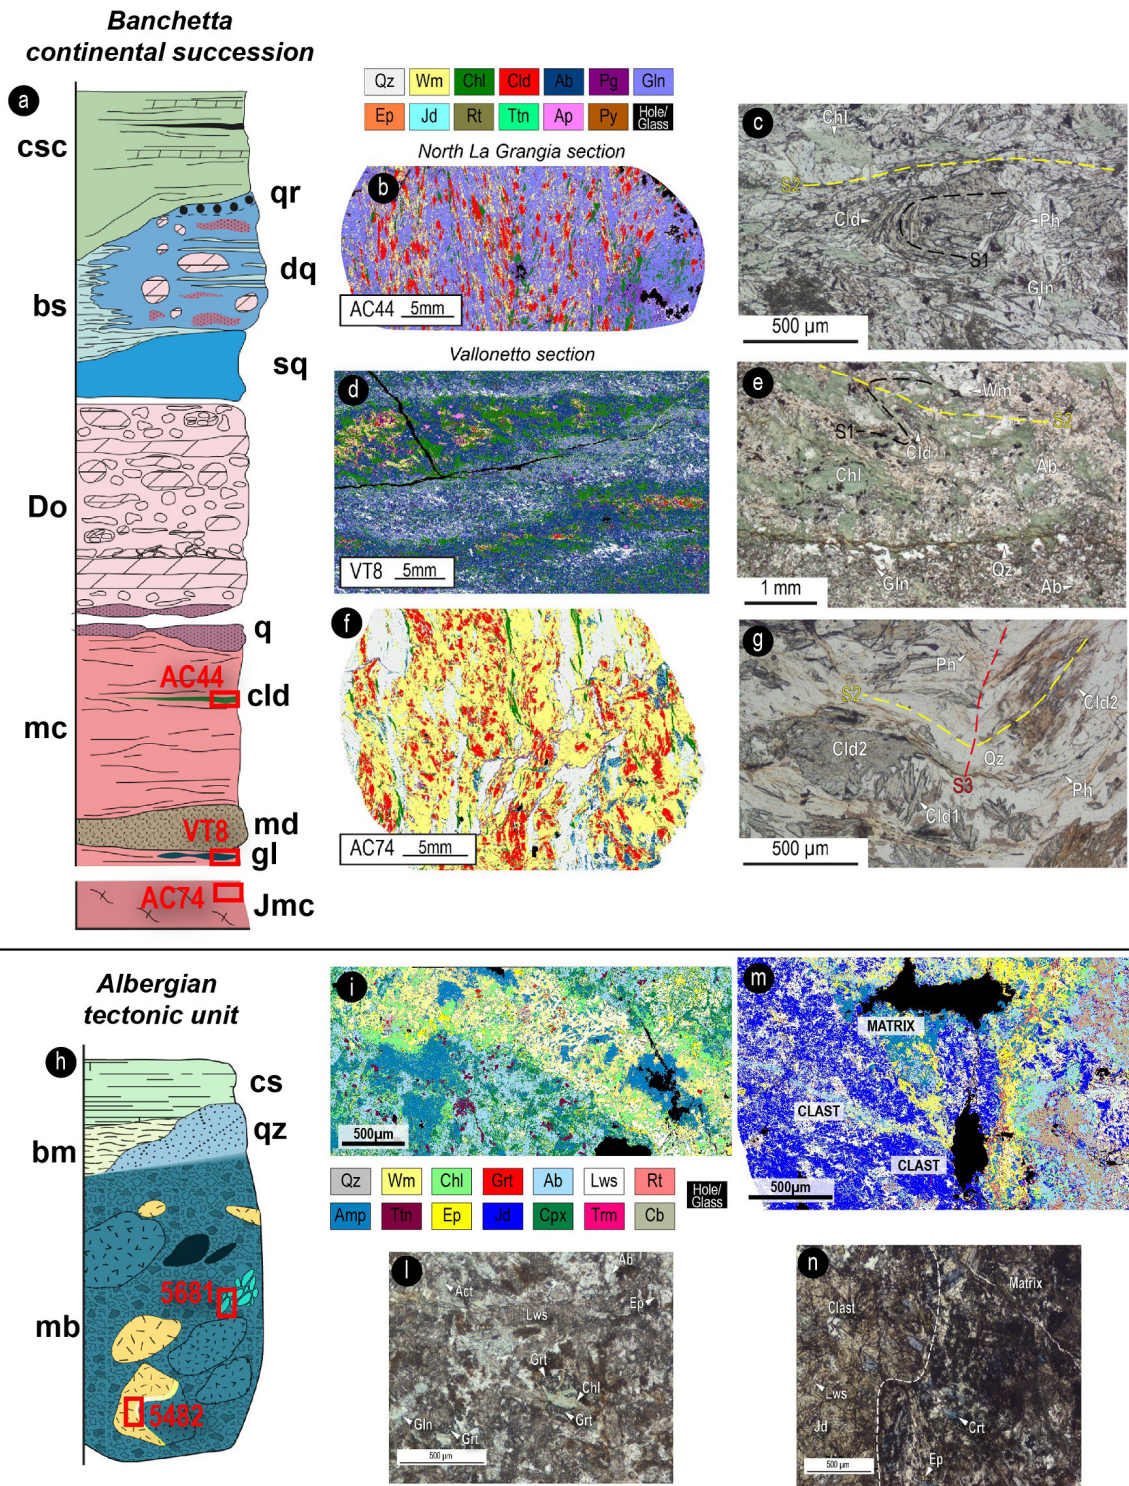 Banchetta
continental succession
a
csc
qr
dq
bs
sq
Do
q
AC44
cld
mc
md
VT8
gl
AC74
Jmc
Qz Wm Chl Cld Ab Pg Gln
Ep Jd Rt Ttn Ap Py Hole/
Glass
North La Grangia section
b
AC44 5mm
Vallonetto section
d
VT8 5mm
f
AC74 5mm
c
Chl
S2
Cld
Ph
S1
Gln
500 µm
e
Wm
S2
S1
Cld
Chl
Ab
Gln
Qz
Ab
1 mm
g
Ph
S2
Cld2
Cld2
Qz
S3
Ph
Cld1
500 µm
Albergian
tectonic unit
h
cs
qz
bm
5681
mb
5482
i
500µm
m
MATRIX
CLAST
CLAST
500µm
Qz Wm Chl Grt Ab Lws Rt
Hole/
Glass
Amp Ttn Ep Jd Cpx Trm Cb
l
Ab
Act
Lws
Ep
Grt
Chl
Grt
Gln
Grt
500 µm
n
Matrix
Clast
Lws
Crt
Jd
Ep
500 µm